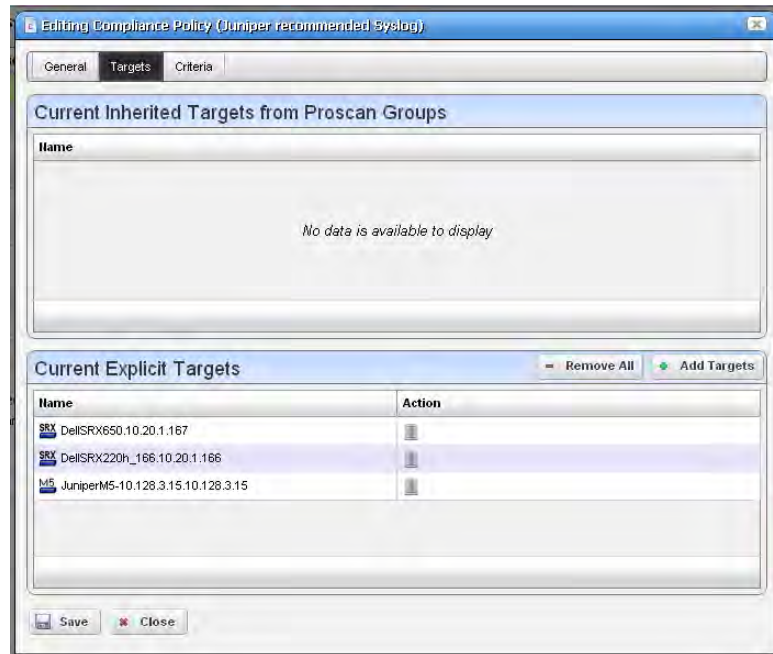 Editing Compliance Policy (Juniper recommended Syslog)
General Targets Criteria
Current Inherited Targets from Proscan Groups
Name
No data is available to display
Current Explicit Targets
Remove All Add Targets
Name Action
SRX DellSRX650.10.20.1.167
SRX DellSRX220h_166.10.20.1.166
M5 JuniperM5-10.128.3.15.10.128.3.15
Save Close